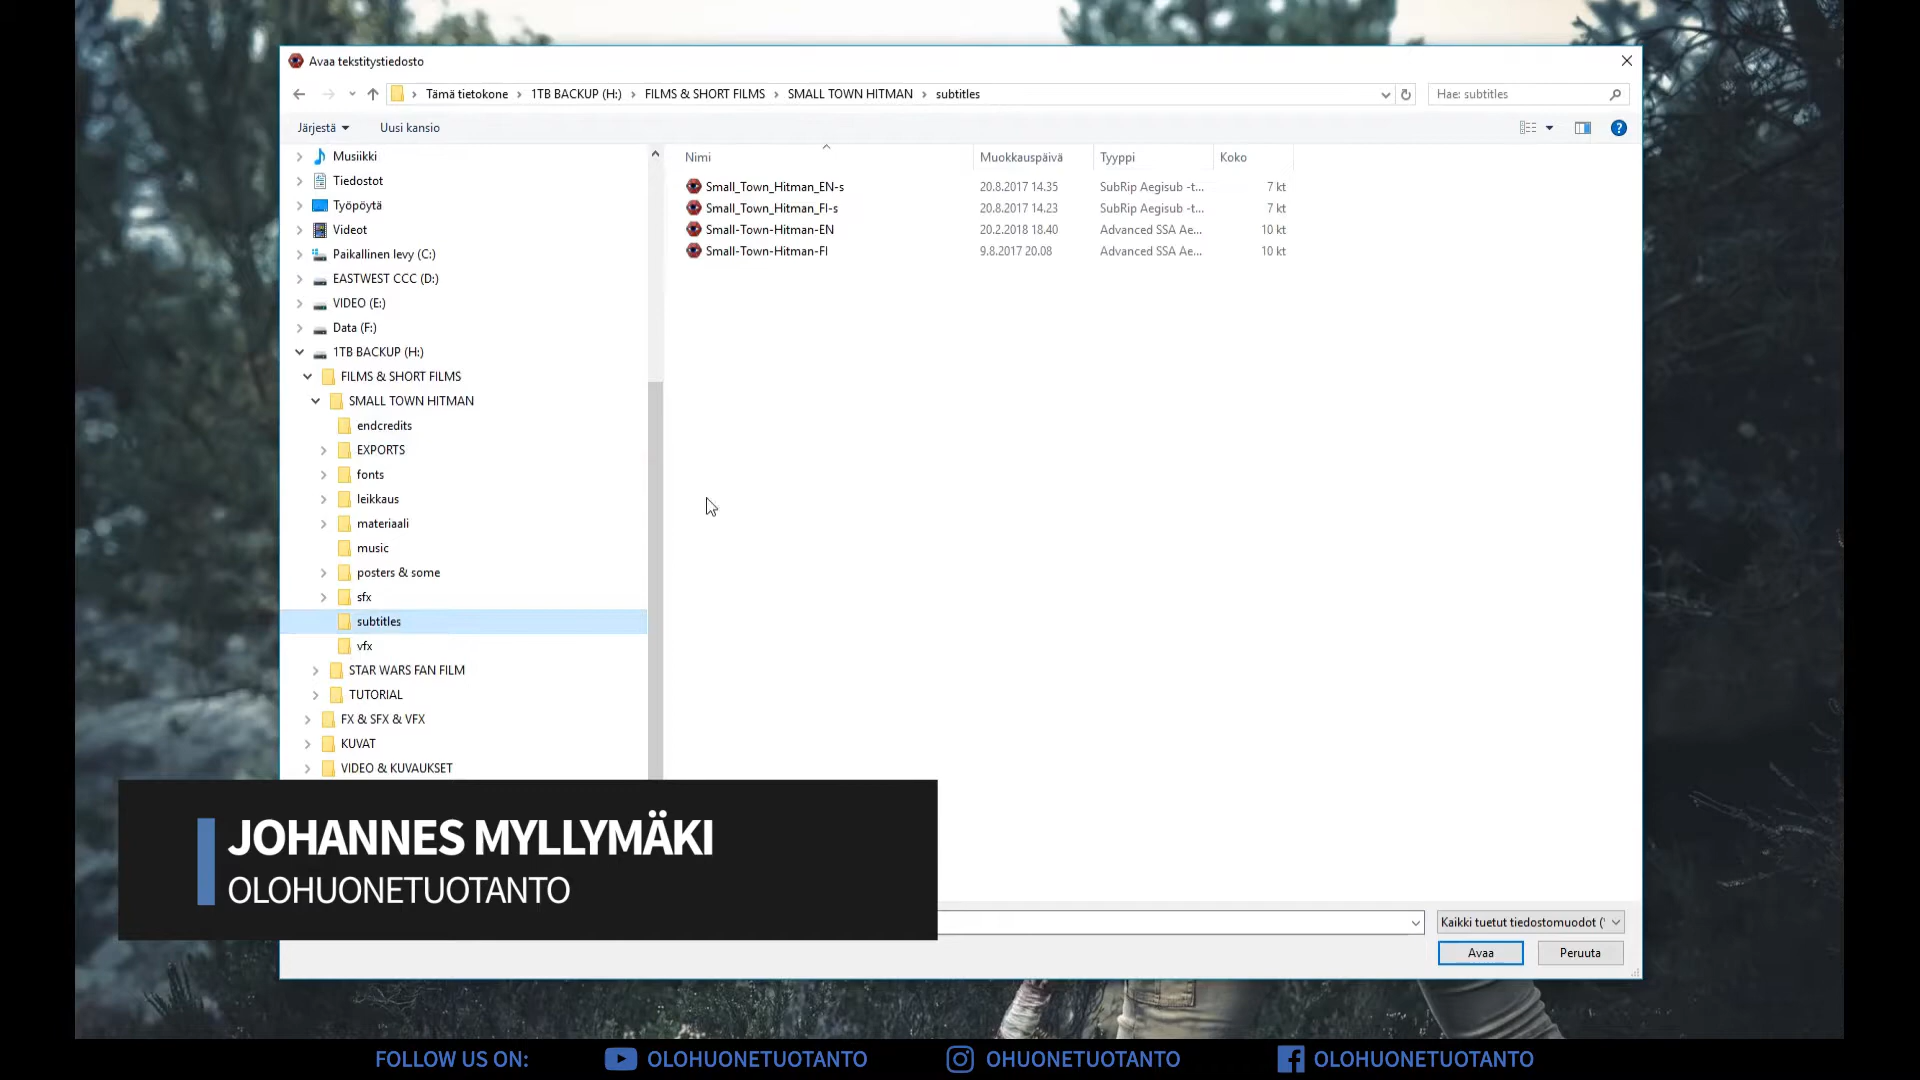 Avaa tekstitystiedosto
Tämä tietokone > 1TB BACKUP (H:) > FILMS & SHORT FILMS > SMALL TOWN HITMAN > subtitles
Hae: subtitles
Järjestä
Uusi kansio
Musiikki
Tiedostot
Työpöytä
Videot
Paikallinen levy (C:)
EASTWEST CCC (D:)
VIDEO (E:)
Data (F:)
1TB BACKUP (H:)
FILMS & SHORT FILMS
SMALL TOWN HITMAN
endcredits
EXPORTS
fonts
leikkaus
materiaali
music
posters & some
sfx
subtitles
vfx
STAR WARS FAN FILM
TUTORIAL
FX & SFX & VFX
KUVAT
VIDEO & KUVAUKSET
Nimi Muokkauspäivä Tyyppi Koko
Small_Town_Hitman_EN-s 20.8.2017 14.35 SubRip Aegisub -t... 7 kt
Small_Town_Hitman_FI-s 20.8.2017 14.23 SubRip Aegisub -t... 7 kt
Small-Town-Hitman-EN 20.2.2018 18.40 Advanced SSA Ae... 10 kt
Small-Town-Hitman-FI 9.8.2017 20.08 Advanced SSA Ae... 10 kt
Kaikki tuetut tiedostomuodot (
Avaa
Peruuta
JOHANNES MYLLYMÄKI
OLOHUONETUOTANTO
FOLLOW US ON: OLOHUONETUOTANTO OHUONETUOTANTO OLOHUONETUOTANTO